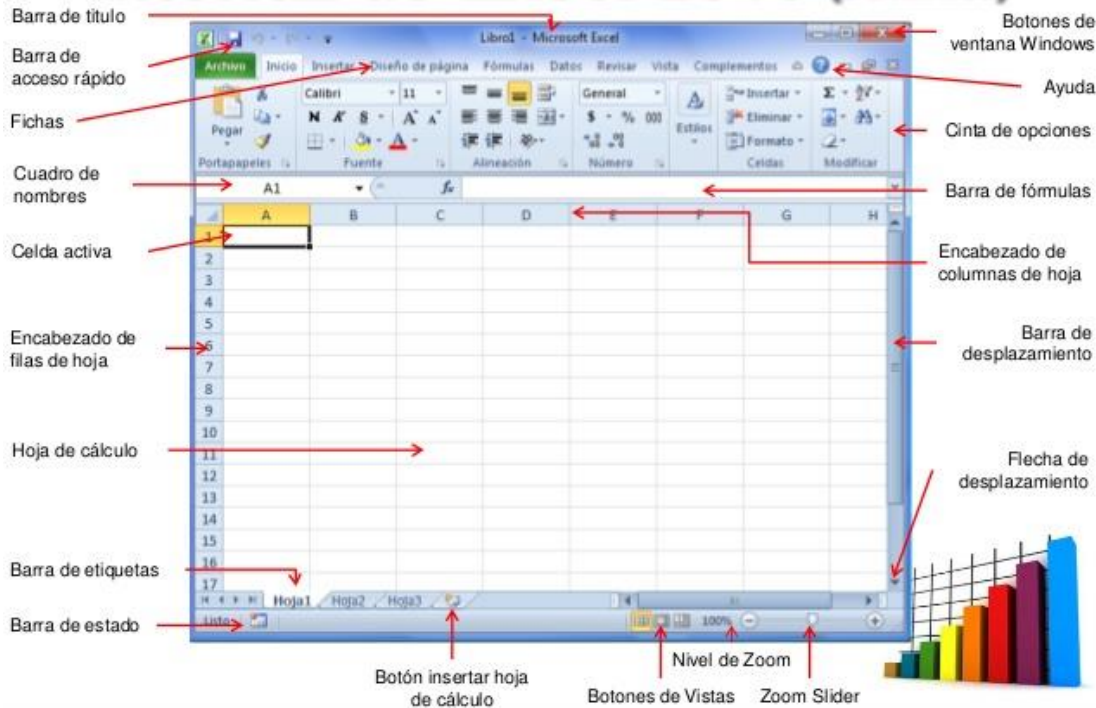 Barra de titulo
Botones de
ventana Windows
Barra de
acceso rápido
Ayuda
Fichas
Cinta de opciones
Cuadro de
nombres
Barra de fórmulas
Celda activa
Encabezado de
columnas de hoja
Encabezado de
filas de hoja
Barra de
desplazamiento
Hoja de cálculo
Flecha de
desplazamiento
Barra de etiquetas
Barra de estado
Botón insertar hoja
de cálculo
Botones de Vistas
Nivel de Zoom
Zoom Slider
Libro1 - Microsoft Excel
Archivo Inicio Insertar Diseño de página Fórmulas Datos Revisar Vista Complementos
Calibri 11 General Insertar Σ
N K S A A $ % 000 Eliminar
Pegar Estilos Formato
Portapapeles Fuente Alineación Número Celdas Modificar
A1 fx
A B C D E F G H
1
2
3
4
5
6
7
8
9
10
11
12
13
14
15
16
17
Hoja1 Hoja2 Hoja3
Listo 100%